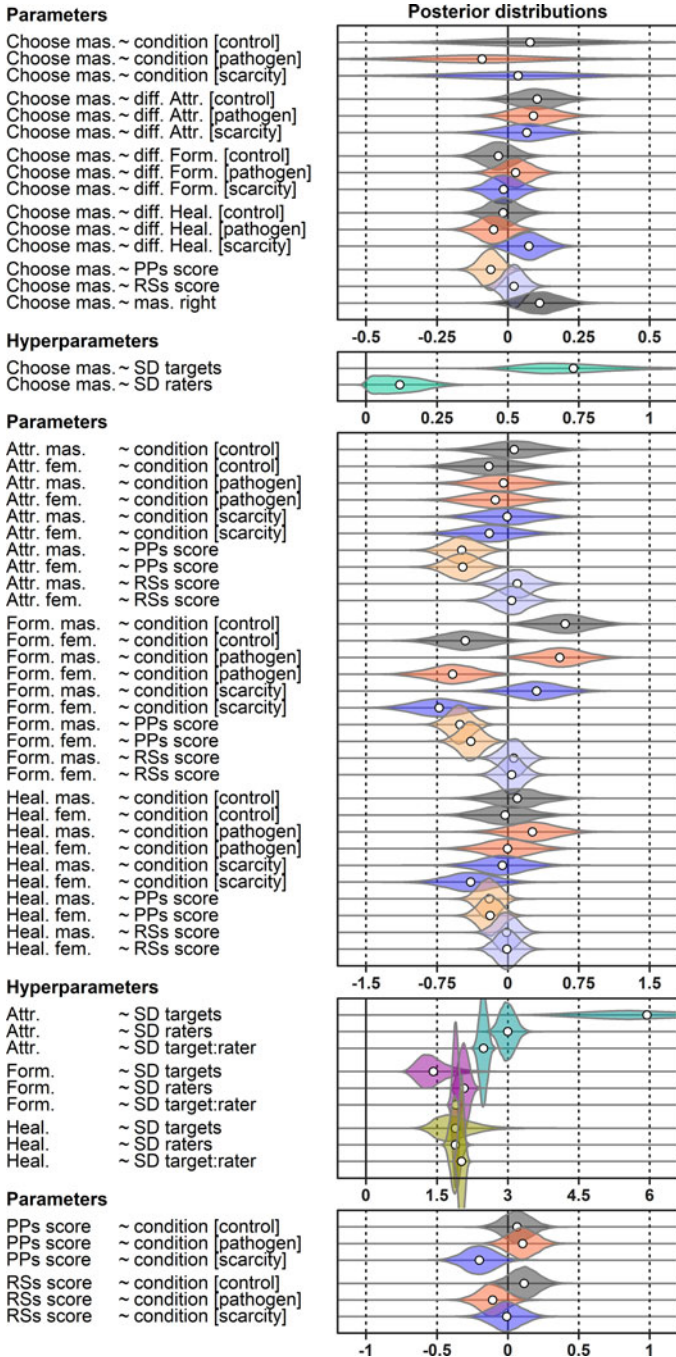 Parameters
Posterior distributions
Choose mas. ~ condition [control]
Choose mas. ~ condition [pathogen]
Choose mas. ~ condition [scarcity]
Choose mas. ~ diff. Attr. [control]
Choose mas. ~ diff. Attr. [pathogen]
Choose mas. ~ diff. Attr. [scarcity]
Choose mas. ~ diff. Form. [control]
Choose mas. ~ diff. Form. [pathogen]
Choose mas. ~ diff. Form. [scarcity]
Choose mas. ~ diff. Heal. [control]
Choose mas. ~ diff. Heal. [pathogen]
Choose mas. ~ diff. Heal. [scarcity]
Choose mas. ~ PPs score
Choose mas. ~ RSs score
Choose mas. ~ mas. right
-0.5 -0.25 0 0.25 0.5
Hyperparameters
Choose mas. ~ SD targets
Choose mas. ~ SD raters
0 0.25 0.5 0.75 1
Parameters
Attr. mas. ~ condition [control]
Attr. fem. ~ condition [control]
Attr. mas. ~ condition [pathogen]
Attr. fem. ~ condition [pathogen]
Attr. mas. ~ condition [scarcity]
Attr. fem. ~ condition [scarcity]
Attr. mas. ~ PPs score
Attr. fem. ~ PPs score
Attr. mas. ~ RSs score
Attr. fem. ~ RSs score
Form. mas. ~ condition [control]
Form. fem. ~ condition [control]
Form. mas. ~ condition [pathogen]
Form. fem. ~ condition [pathogen]
Form. mas. ~ condition [scarcity]
Form. fem. ~ condition [scarcity]
Form. mas. ~ PPs score
Form. fem. ~ PPs score
Form. mas. ~ RSs score
Form. fem. ~ RSs score
Heal. mas. ~ condition [control]
Heal. fem. ~ condition [control]
Heal. mas. ~ condition [pathogen]
Heal. fem. ~ condition [pathogen]
Heal. mas. ~ condition [scarcity]
Heal. fem. ~ condition [scarcity]
Heal. mas. ~ PPs score
Heal. fem. ~ PPs score
Heal. mas. ~ RSs score
Heal. fem. ~ RSs score
-1.5 -0.75 0 0.75 1.5
Hyperparameters
Attr. ~ SD targets
Attr. ~ SD raters
Attr. ~ SD target:rater
Form. ~ SD targets
Form. ~ SD raters
Form. ~ SD target:rater
Heal. ~ SD targets
Heal. ~ SD raters
Heal. ~ SD target:rater
0 1.5 3 4.5 6
Parameters
PPs score ~ condition [control]
PPs score ~ condition [pathogen]
PPs score ~ condition [scarcity]
RSs score ~ condition [control]
RSs score ~ condition [pathogen]
RSs score ~ condition [scarcity]
-1 -0.5 0 0.5 1